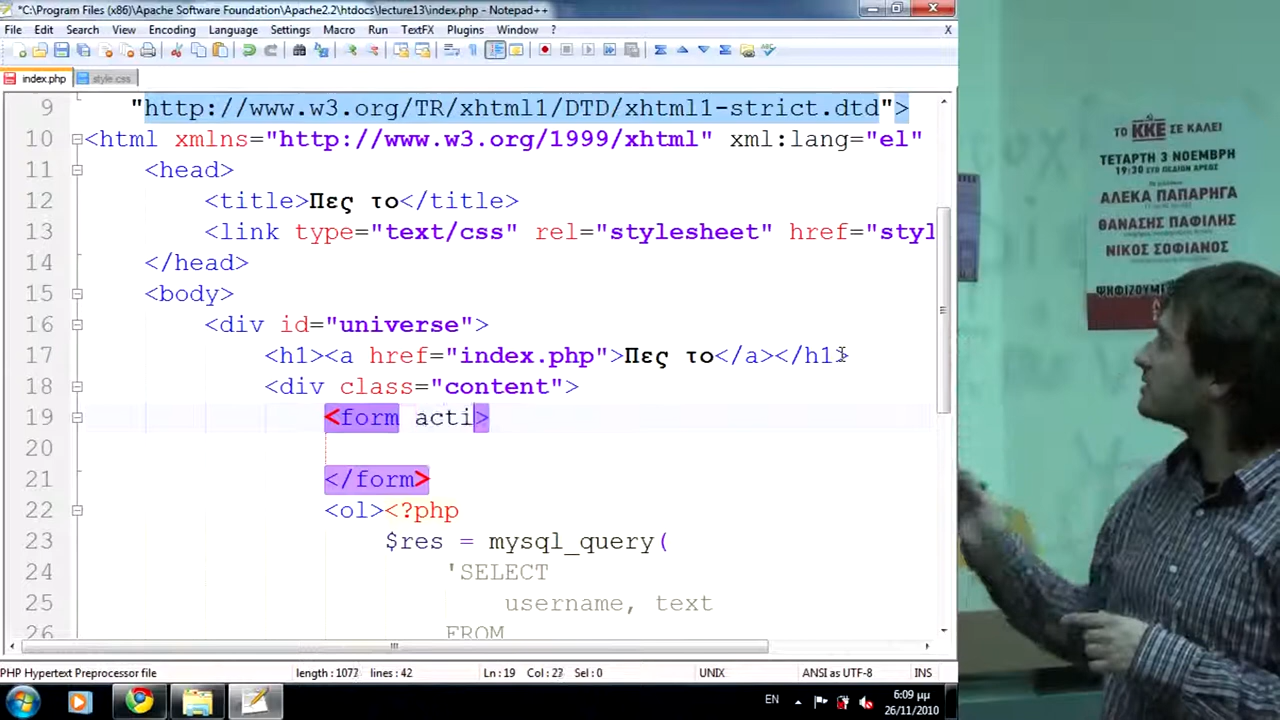 *C:\Program Files (x86)\Apache Software Foundation\Apache2.2\htdocs\lecture13\index.php - Notepad++
File Edit Search View Encoding Language Settings Macro Run TextFX Plugins Window ? X
index.php style.css
9 "http://www.w3.org/TR/xhtml1/DTD/xhtml1-strict.dtd">
10 <html xmlns="http://www.w3.org/1999/xhtml" xml:lang="el"
11 <head>
12 <title>Πες το</title>
13 <link type="text/css" rel="stylesheet" href="styl
14 </head>
15 <body>
16 <div id="universe">
17 <h1><a href="index.php">Πες το</a></h1>
18 <div class="content">
19 <form acti>
20
21 </form>
22 <ol><?php
23 $res = mysql_query(
24 'SELECT
25 username, text
26 FROM
PHP Hypertext Preprocessor file length : 1077 lines : 42 Ln : 19 Col : 27 Sel : 0 UNIX ANSI as UTF-8 INS
EN 6:09 μμ
26/11/2010
ΤΟ ΚΚΕ ΣΕ ΚΑΛΕΙ
ΤΕΤΑΡΤΗ 3 ΝΟΕΜΒΡΗ
19:30 ΣΤΟ ΠΕΔΙΟΝ ΑΡΕΟΣ
ΑΛΕΚΑ ΠΑΠΑΡΗΓΑ
ΘΑΝΑΣΗΣ ΠΑΦΙΛΗΣ
ΝΙΚΟΣ ΣΟΦΙΑΝΟΣ